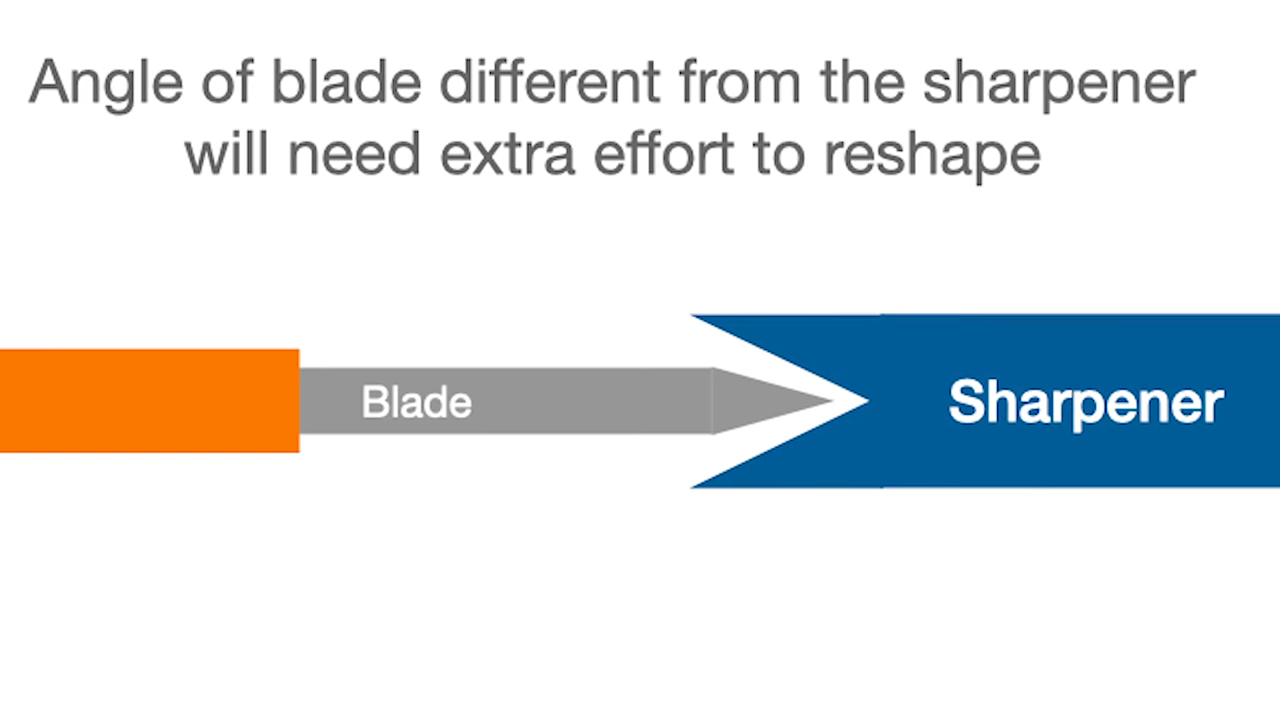 Angle of blade different from the sharpener
will need extra effort to reshape
Blade
Sharpener